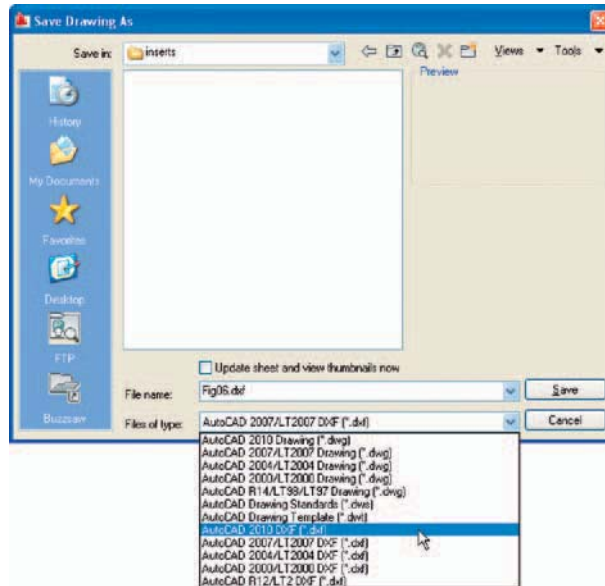 Save Drawing As
Save in:
inserts
Views
Tools
Preview
History
My Documents
Favorites
Desktop
FTP
Buzzsaw
Update sheet and view thumbnails now
File name:
Fig06.dxf
Save
Files of type:
AutoCAD 2007/LT2007 DXF (*.dxf)
Cancel
AutoCAD 2010 Drawing (*.dwg)
AutoCAD 2007/LT2007 Drawing (*.dwg)
AutoCAD 2004/LT2004 Drawing (*.dwg)
AutoCAD 2000/LT2000 Drawing (*.dwg)
AutoCAD R14/LT98/LT97 Drawing (*.dwg)
AutoCAD Drawing Standards (*.dws)
AutoCAD Drawing Template (*.dwt)
AutoCAD 2010 DXF (*.dxf)
AutoCAD 2007/LT2007 DXF (*.dxf)
AutoCAD 2004/LT2004 DXF (*.dxf)
AutoCAD 2000/LT2000 DXF (*.dxf)
AutoCAD R12/LT2 DXF (*.dxf)